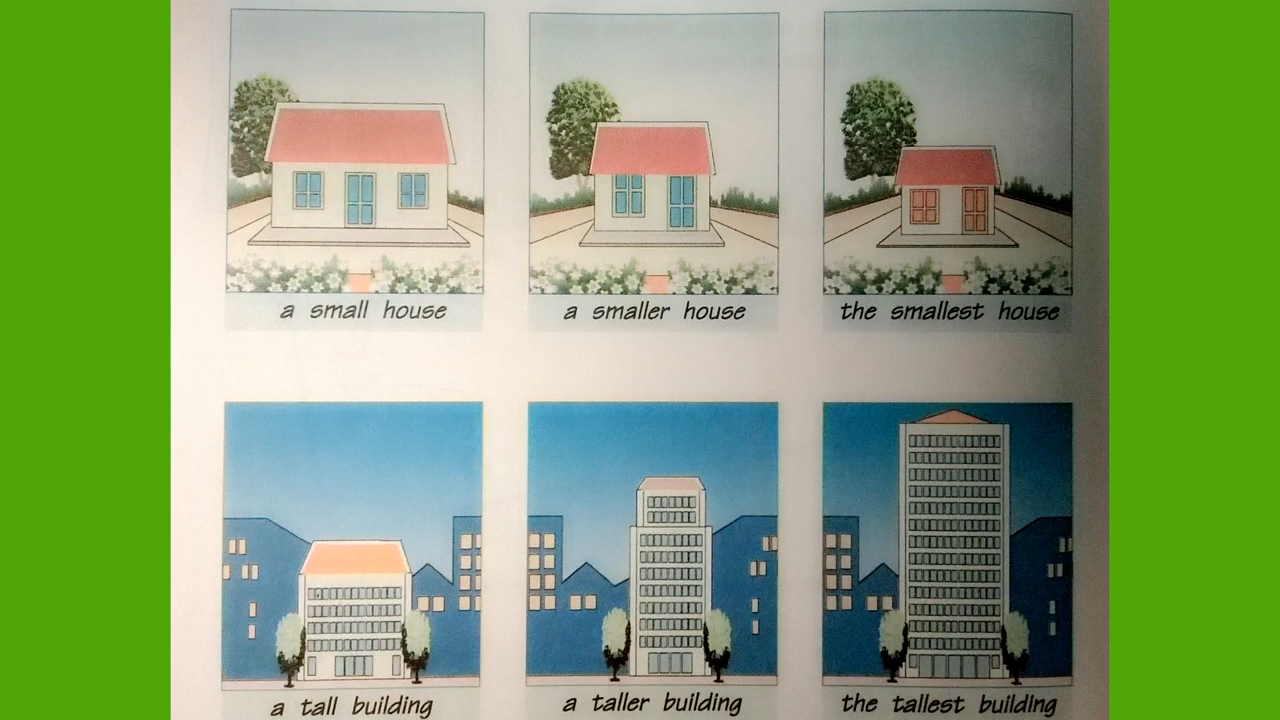 a small house
a smaller house
the smallest house
a tall building
a taller building
the tallest building